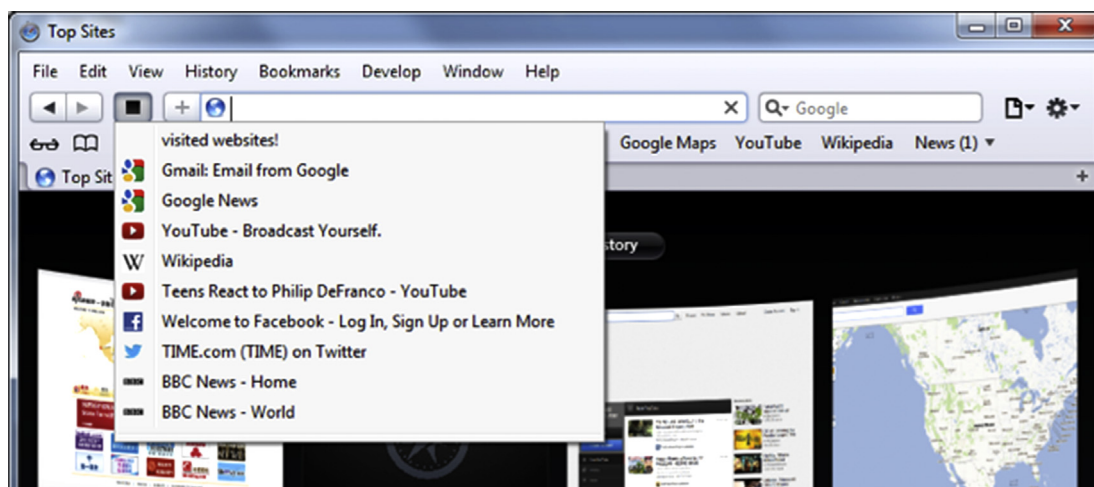 Top Sites
File Edit View History Bookmarks Develop Window Help
Google
Google Maps YouTube Wikipedia News (1)
visited websites!
Top Sit
Gmail: Email from Google
Google News
YouTube - Broadcast Yourself.
Wikipedia
Teens React to Philip DeFranco - YouTube
Welcome to Facebook - Log In, Sign Up or Learn More
TIME.com (TIME) on Twitter
BBC News - Home
BBC News - World
story